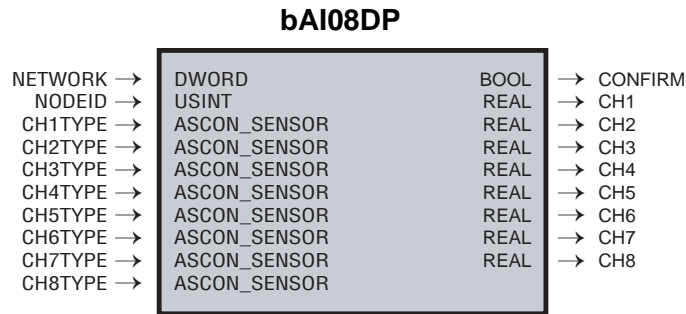 bAI08DP
NETWORK → DWORD BOOL → CONFIRM
NODEID → USINT REAL → CH1
CH1TYPE → ASCON_SENSOR REAL → CH2
CH2TYPE → ASCON_SENSOR REAL → CH3
CH3TYPE → ASCON_SENSOR REAL → CH4
CH4TYPE → ASCON_SENSOR REAL → CH5
CH5TYPE → ASCON_SENSOR REAL → CH6
CH6TYPE → ASCON_SENSOR REAL → CH7
CH7TYPE → ASCON_SENSOR REAL → CH8
CH8TYPE → ASCON_SENSOR